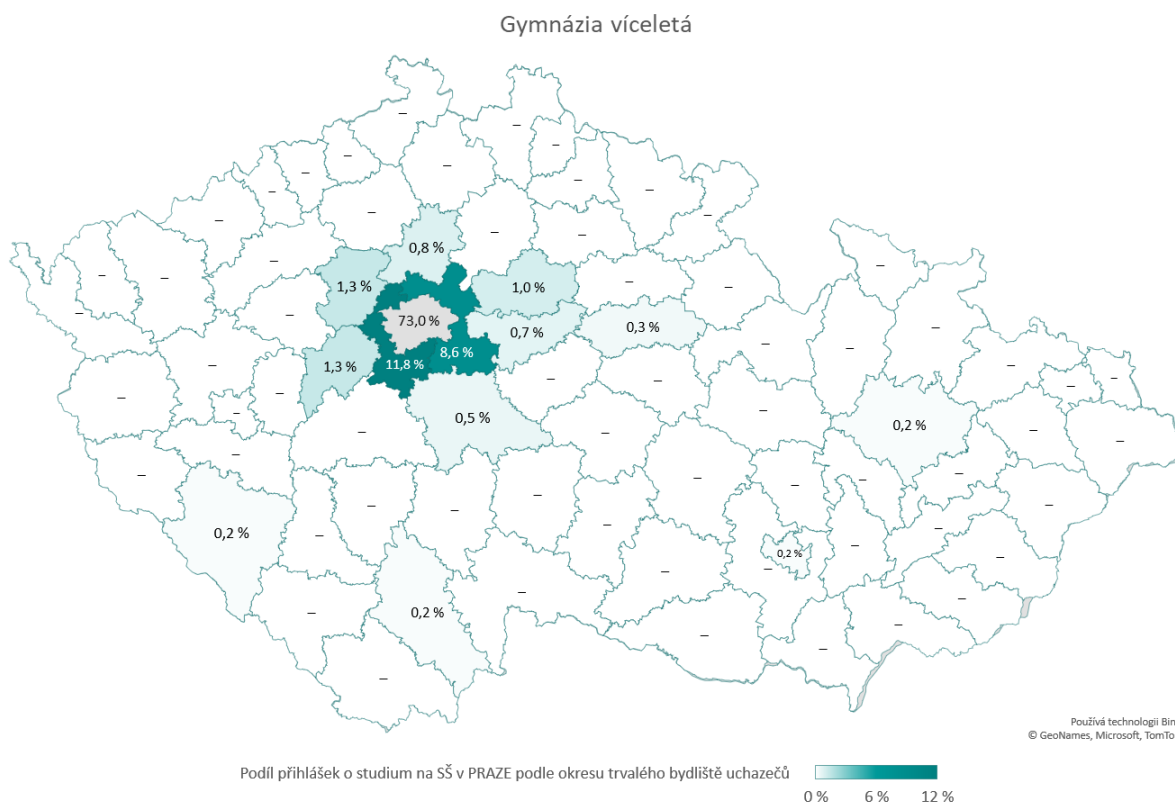 Gymnázia víceletá
0,8 %
1,3 %
1,0 %
73,0 %
0,7 %
0,3 %
8,6 %
11,8 %
1,3 %
0,5 %
0,2 %
0,2 %
0,2 %
0,2 %
Používá technologii Bin
© GeoNames, Microsoft, TomTo
Podíl přihlášek o studium na SŠ v PRAZE podle okresu trvalého bydliště uchazečů
0 % 6 % 12 %